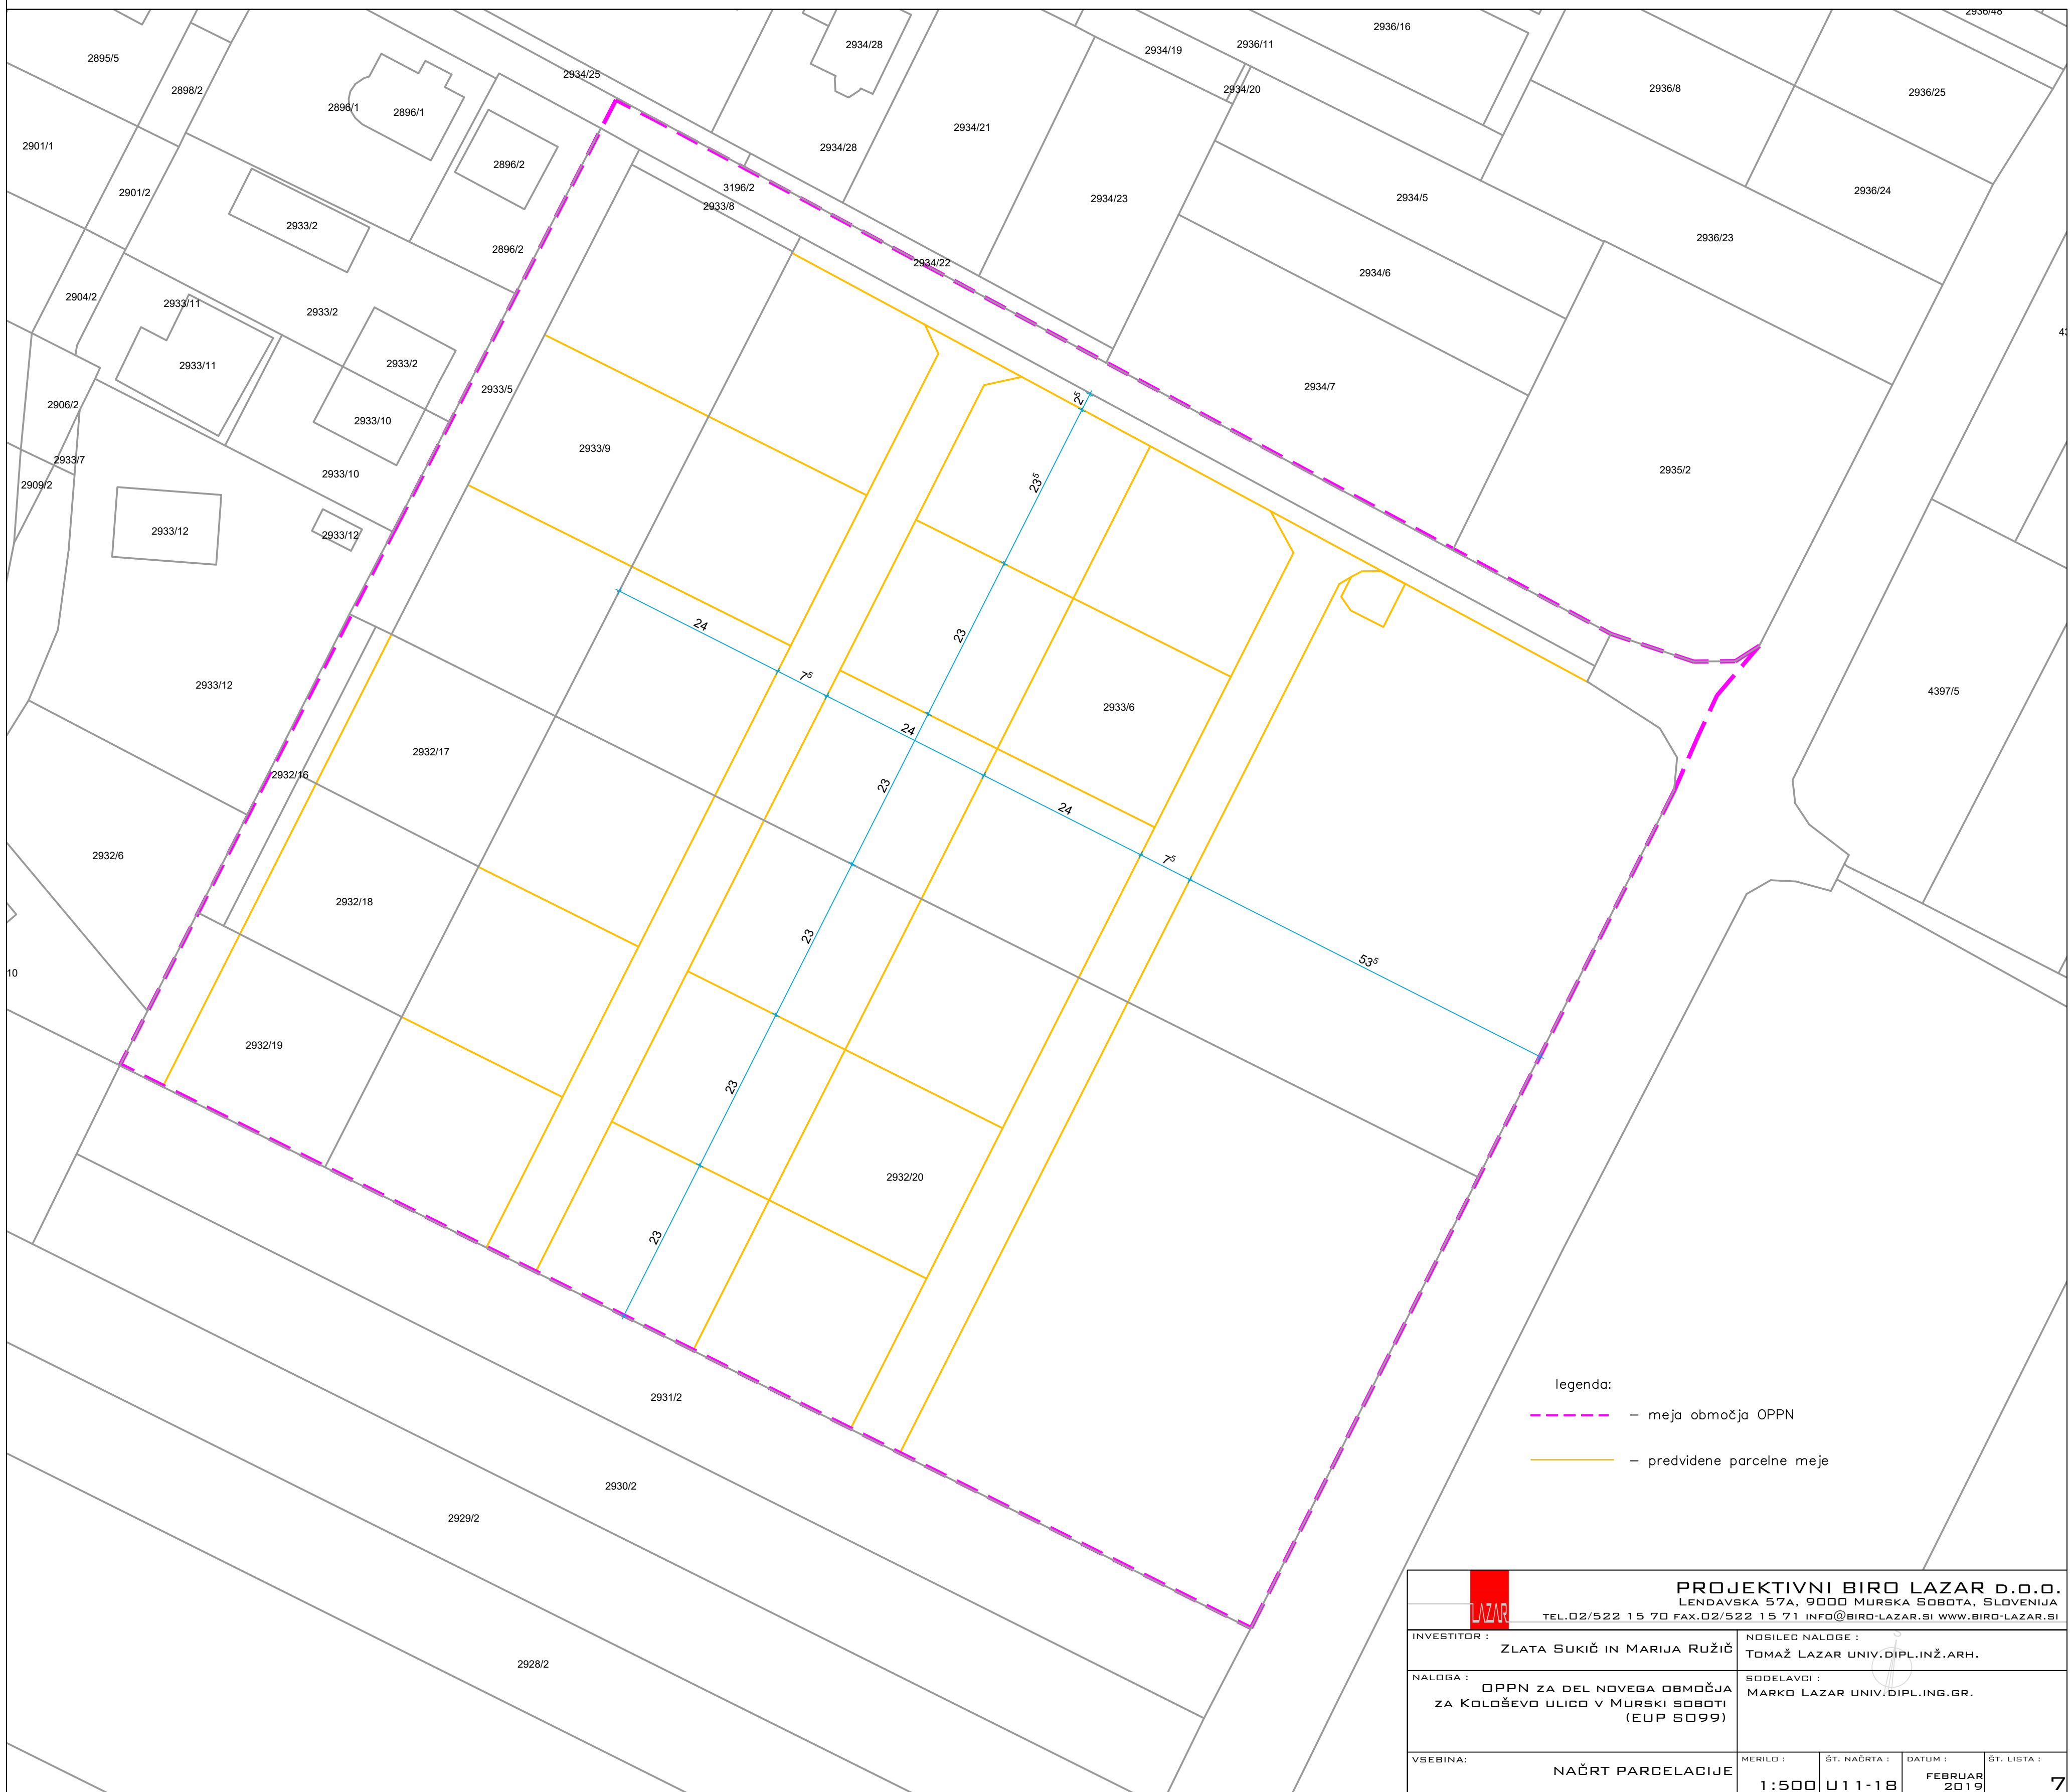 2936/48
2934/28
2936/16
2936/11
2934/19
2895/5
2934/25
2898/2
2934/20
2936/8
2936/25
2896/1
2896/1
2934/21
2901/1
2934/28
2896/2
3196/2
2901/2
2936/24
2934/5
2934/23
2933/8
2933/2
2936/23
2896/2
2934/22
2934/6
2904/2
2933/11
2933/2
2933/11
2933/2
2934/7
2933/5
2906/2
2⁵
2933/10
2933/9
2933/7
2933/10
2935/2
2909/2
23⁵
2933/12
2933/12
24
23
7⁵
2933/12
4397/5
2933/6
24
2932/17
2932/16
23
24
2932/6
7⁵
2932/18
23
53⁵
10
2932/19
23
2932/20
23
2931/2
2930/2
2929/2
2928/2
legenda:
– meja območja OPPN
– predvidene parcelne meje
LAZAR
PROJEKTIVNI BIRO LAZAR D.O.O.
LENDAVSKA 57A, 9000 MURSKA SOBOTA, SLOVENIJA
TEL.02/522 15 70 FAX.02/522 15 71 INFO@BIRO-LAZAR.SI WWW.BIRO-LAZAR.SI
INVESTITOR :
ZLATA SUKIČ IN MARIJA RUŽIČ
NOSILEC NALOGE :
TOMAŽ LAZAR UNIV.DIPL.INŽ.ARH.
NALOGA :
OPPN ZA DEL NOVEGA OBMOČJA
ZA KOLOŠEVO ULICO V MURSKI SOBOTI
(EUP SO99)
SODELAVCI :
MARKO LAZAR UNIV.DIPL.ING.GR.
VSEBINA:
NAČRT PARCELACIJE
MERILO :
1:500
ŠT. NAČRTA :
U11-18
DATUM :
FEBRUAR
2019
ŠT. LISTA :
7